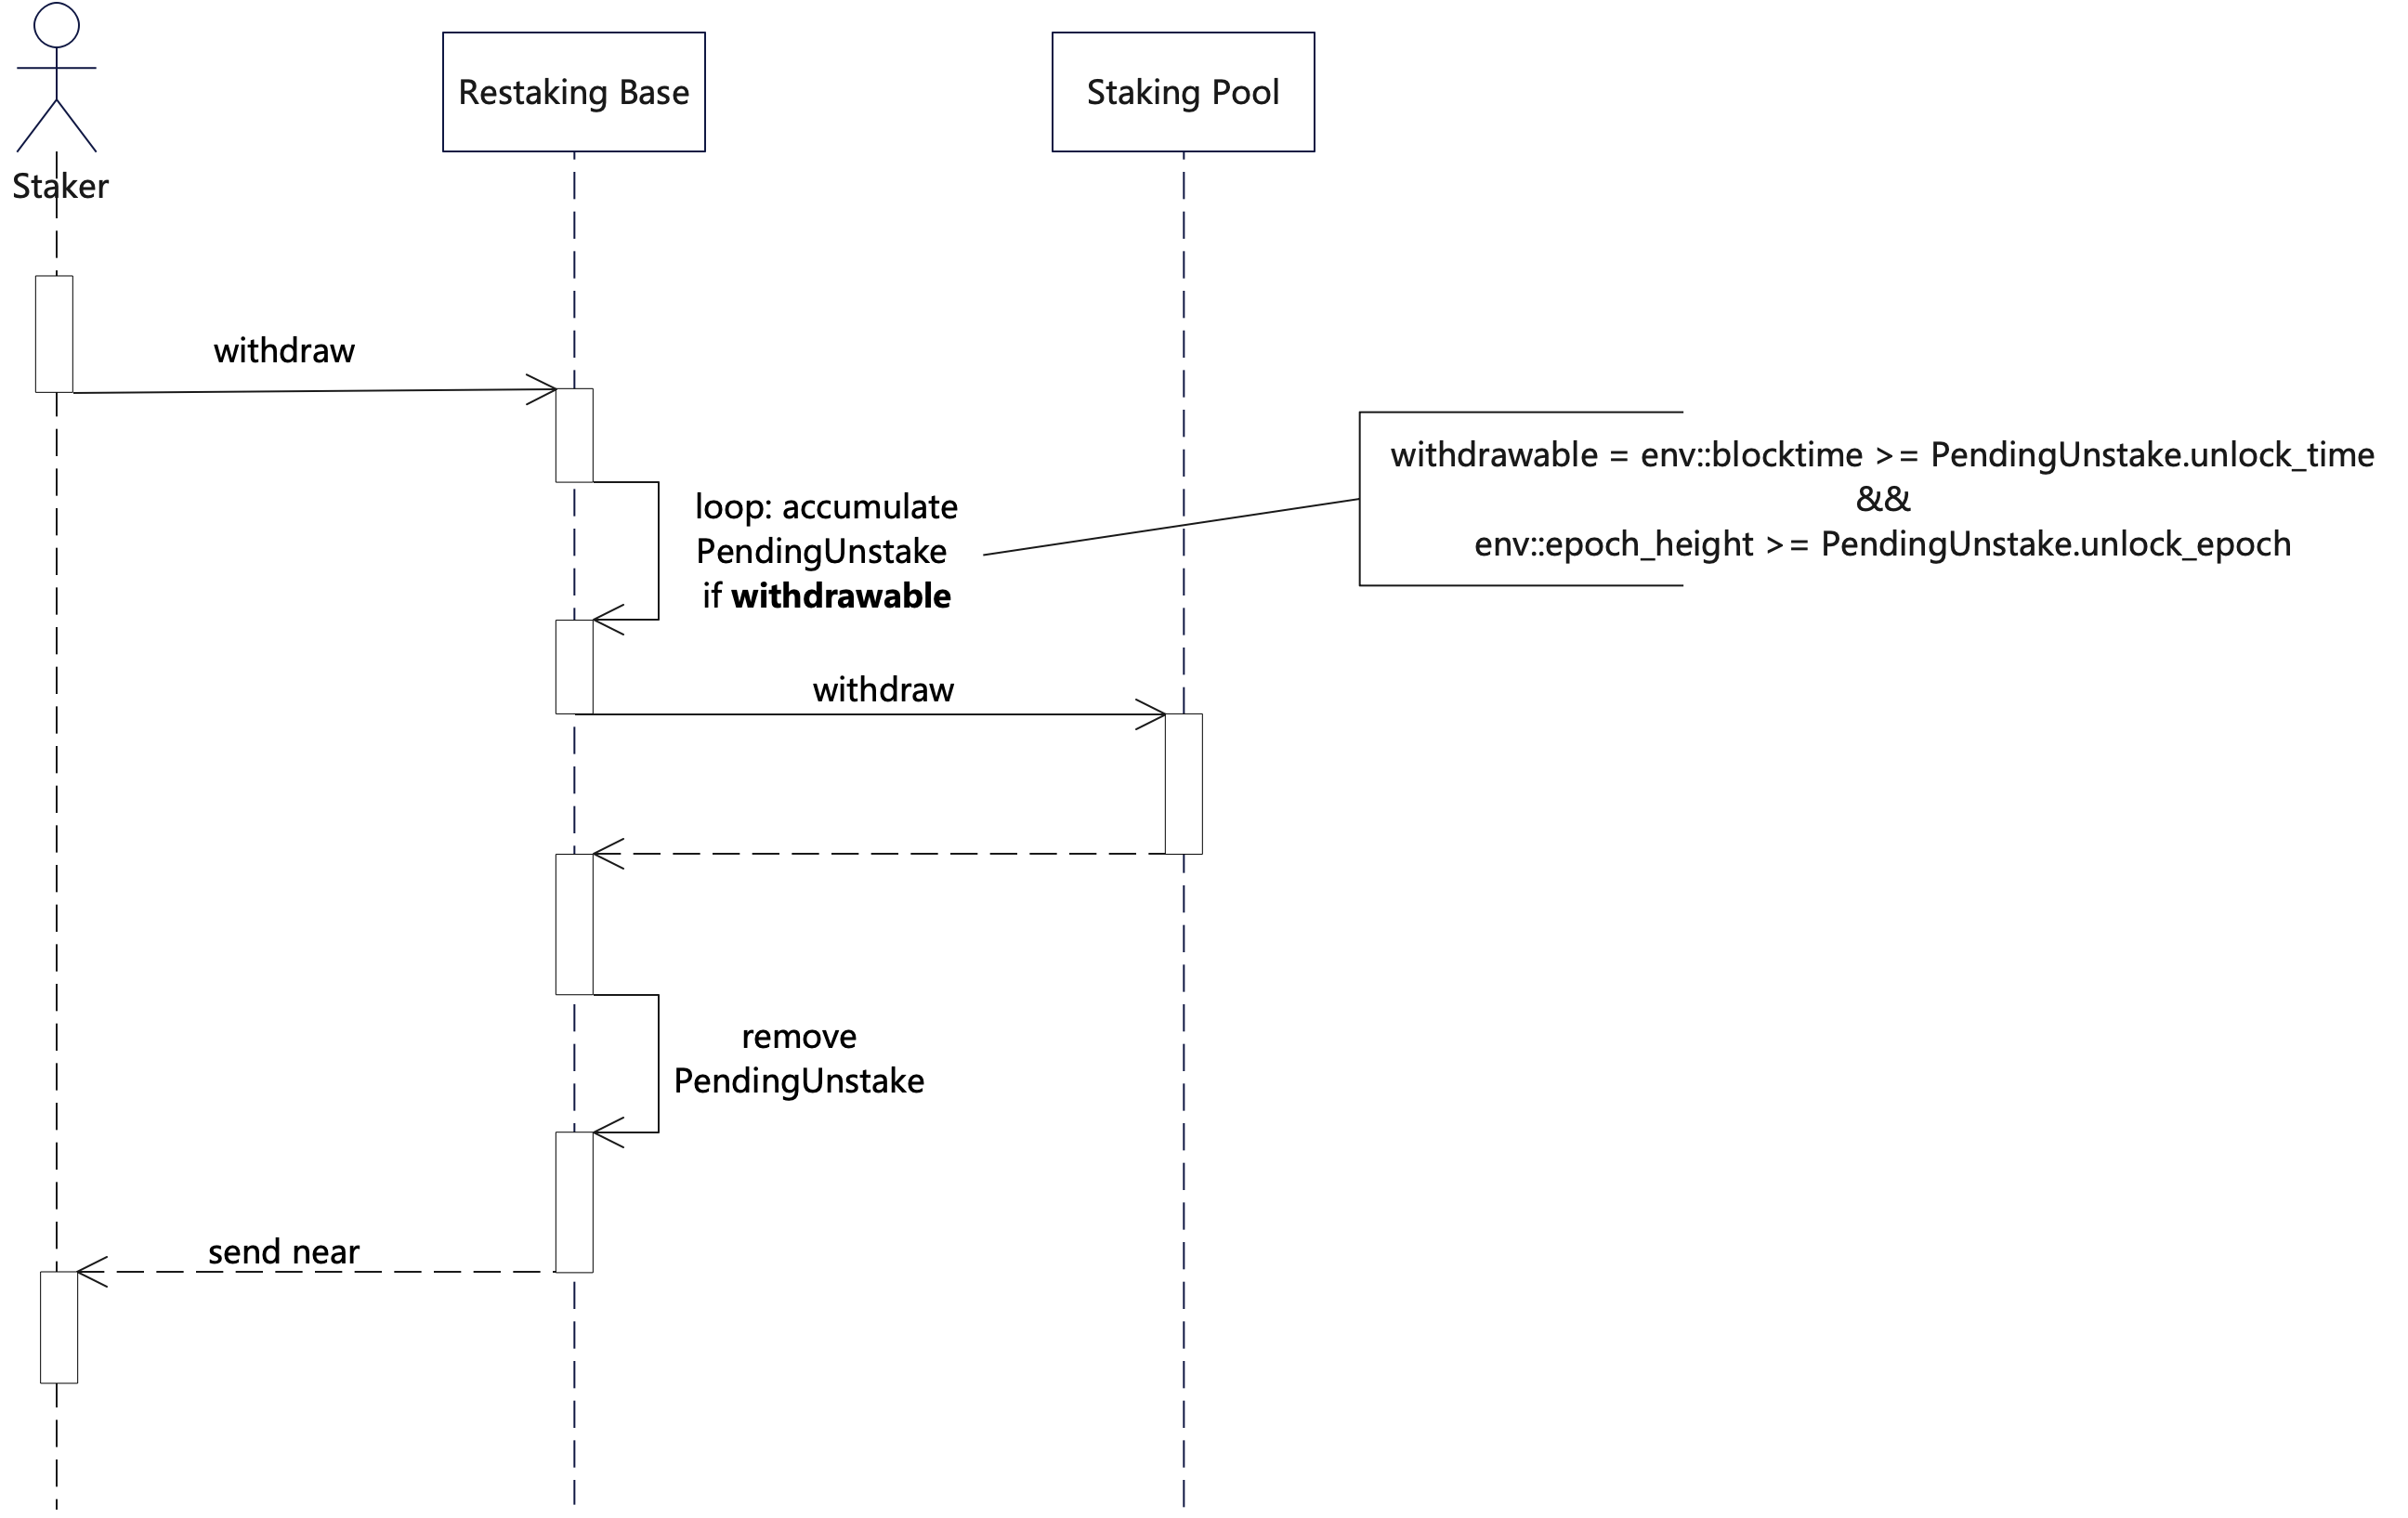 Staker
Restaking Base
Staking Pool
withdraw
withdrawable = env::blocktime >= PendingUnstake.unlock_time
&&
env::epoch_height >= PendingUnstake.unlock_epoch
loop: accumulate
PendingUnstake
if withdrawable
withdraw
remove
PendingUnstake
send near